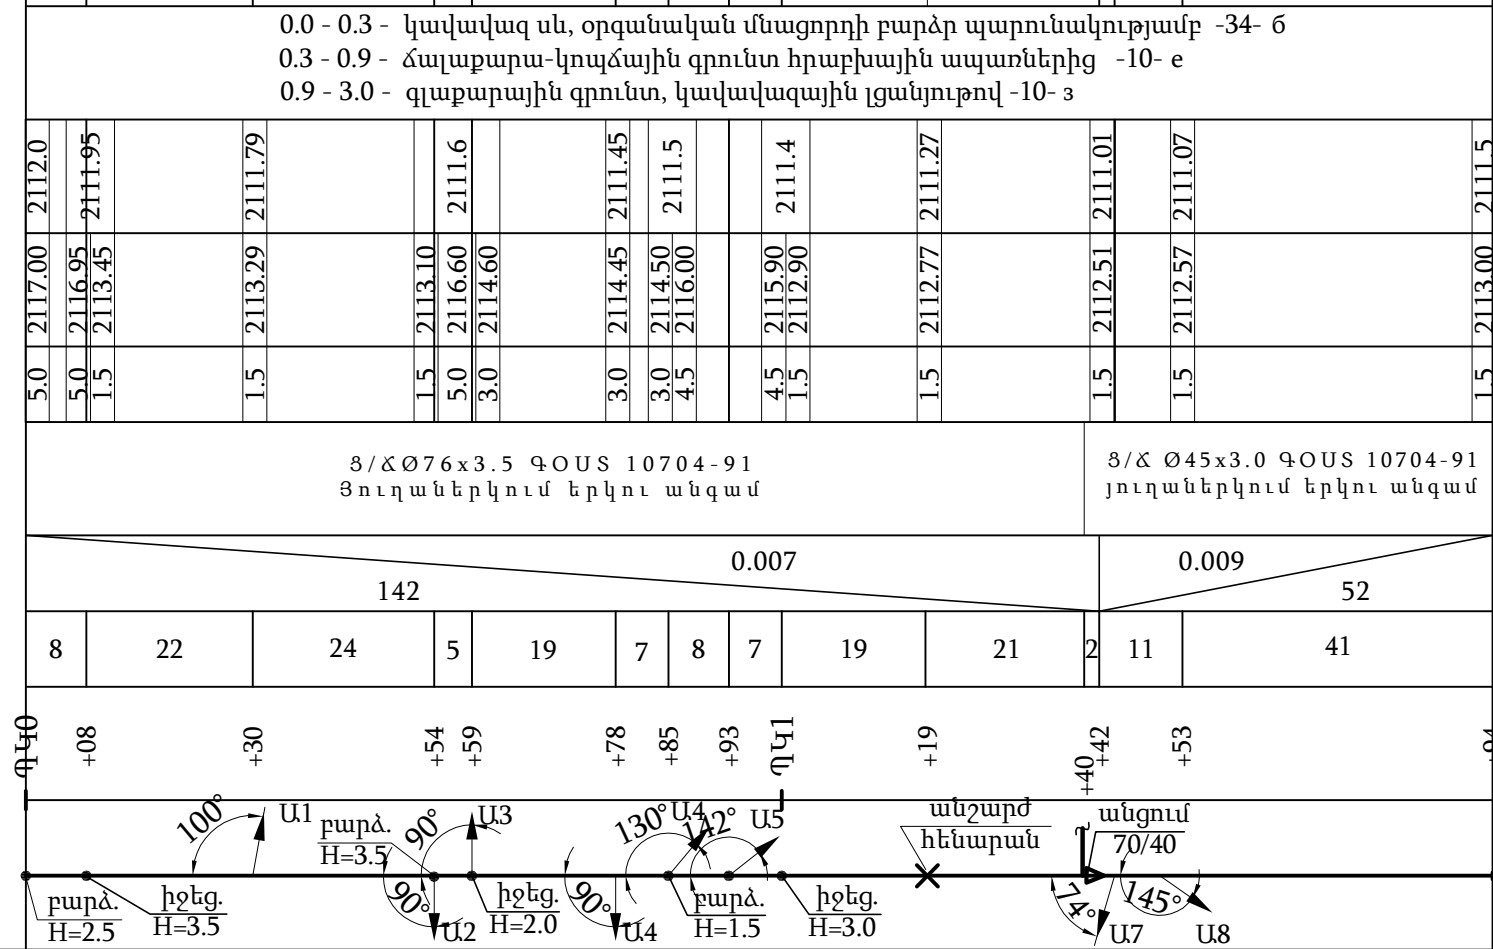 0.0 - 0.3 - կավավազ սև, օրգանական մնացորդի բարձր պարունակությամբ -34- б
0.3 - 0.9 - ճալաքարա-կոպճային գրունտ հրաբխային ապառներից -10- е
0.9 - 3.0 - գլաքարային գրունտ, կավավազային լցանյութով -10- з
2112.0 2111.95 2111.79 2111.6 2111.45 2111.5 2111.4 2111.27 2111.01 2111.07 2111.5
2117.00 2116.95 2113.45 2113.29 2113.10 2116.60 2114.60 2114.45 2114.50 2116.00 2115.90 2112.90 2112.77 2112.51 2112.57 2113.00
5.0 5.0 1.5 1.5 1.5 5.0 3.0 3.0 3.0 4.5 4.5 1.5 1.5 1.5 1.5 1.5
Յ/ՃØ76x3.5 ԳՕՍՏ 10704-91
Յուղաներկում երկու անգամ
Յ/Ճ Ø45x3.0 ԳՕՍՏ 10704-91
յուղաներկում երկու անգամ
0.007 0.009
142 52
8 22 24 5 19 7 8 7 19 21 2 11 41
ՊԿ0 +08 +30 +54 +59 +78 +85 +93 ՊԿ1 +19 +40 +42 +53
100° Ա1 բարձ. 90° Ա3 130° Ա4 142° Ա5 անշարժ անցում
H=3.5 հենարան 70/40
բարձ. իջեց. 90° իջեց. 90° բարձ. իջեց. 74° 145°
H=2.5 H=3.5 Ա2 H=2.0 Ա4 H=1.5 H=3.0 Ա7 Ա8